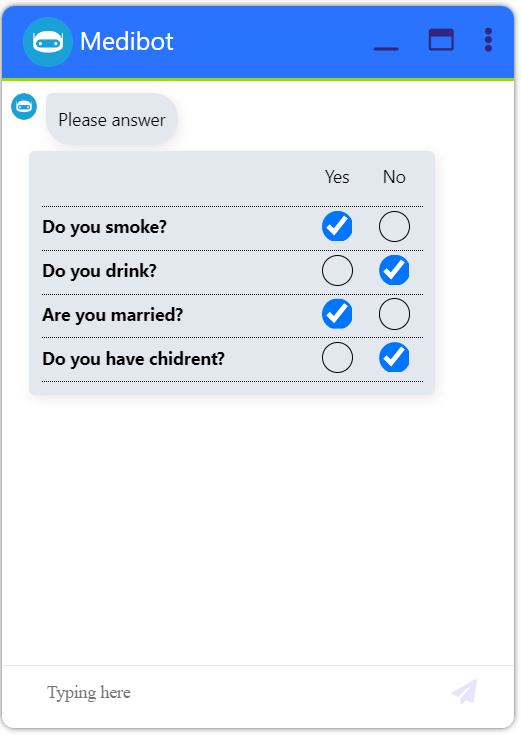 Medibot
Please answer
Yes No
Do you smoke?
Do you drink?
Are you married?
Do you have chidrent?
Typing here